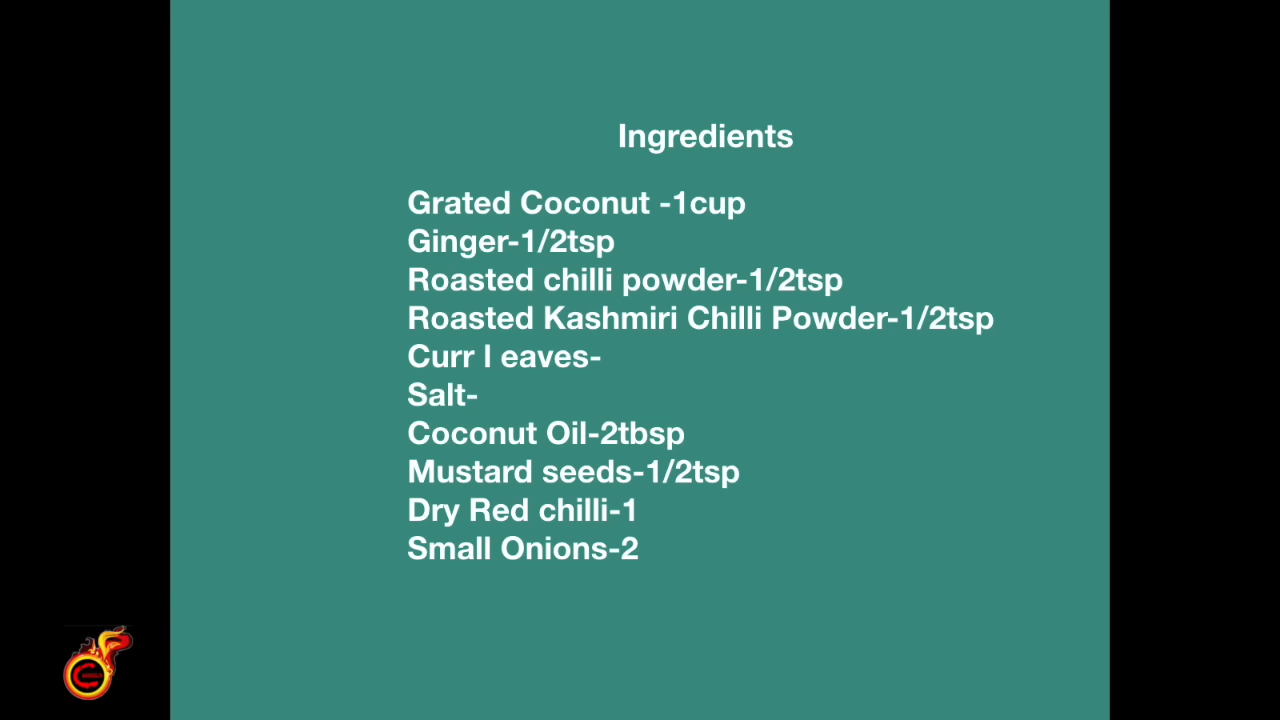 Ingredients
Grated Coconut -1cup
Ginger-1/2tsp
Roasted chilli powder-1/2tsp
Roasted Kashmiri Chilli Powder-1/2tsp
Curr l eaves-
Salt-
Coconut Oil-2tbsp
Mustard seeds-1/2tsp
Dry Red chilli-1
Small Onions-2